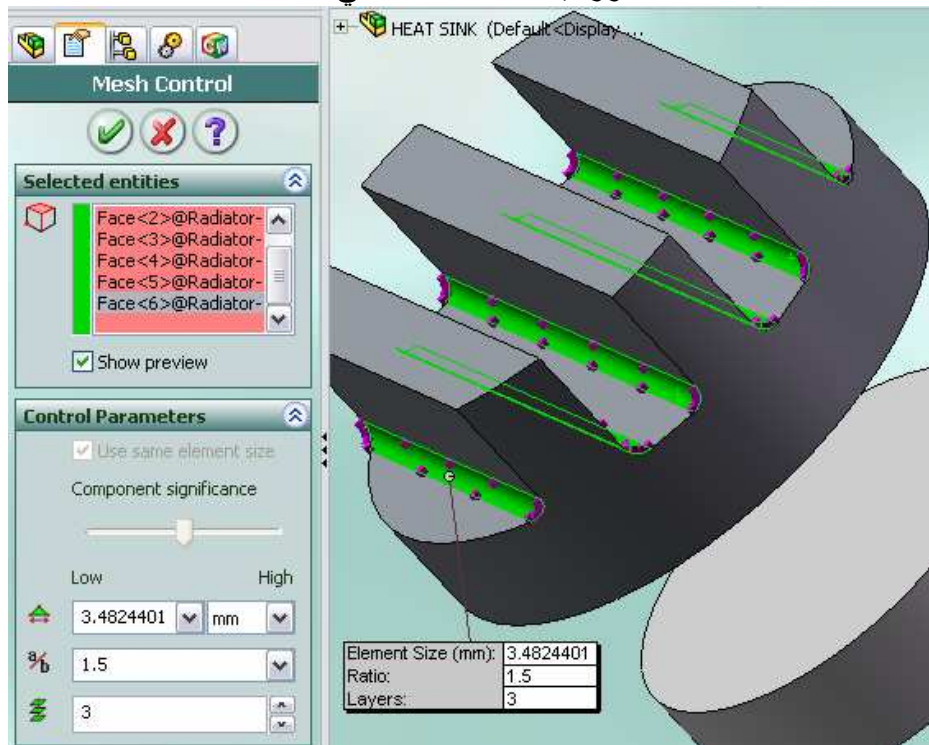 HEAT SINK (Default<Display ...
Mesh Control
Selected entities
Face<2>@Radiator-
Face<3>@Radiator-
Face<4>@Radiator-
Face<5>@Radiator-
Face<6>@Radiator-
Show preview
Control Parameters
Use same element size
Component significance
Low High
3.4824401 mm
a/b 1.5
3
Element Size (mm): 3.4824401
Ratio: 1.5
Layers: 3